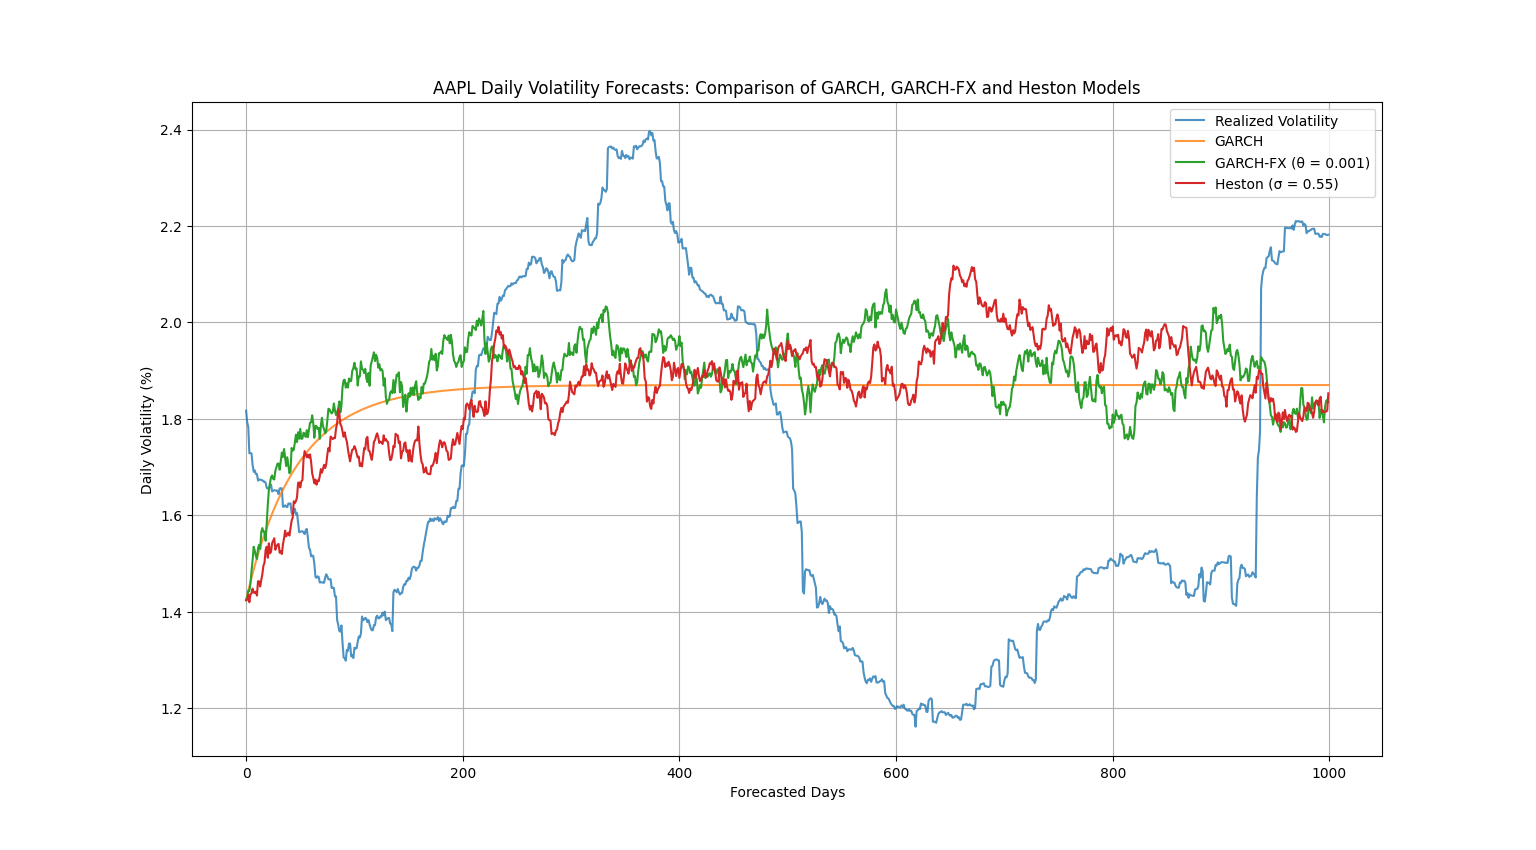 AAPL Daily Volatility Forecasts: Comparison of GARCH, GARCH-FX and Heston Models
Realized Volatility
GARCH
GARCH-FX (θ = 0.001)
Heston (σ = 0.55)
Daily Volatility (%)
2.4
2.2
2.0
1.8
1.6
1.4
1.2
0
200
400
600
800
1000
Forecasted Days